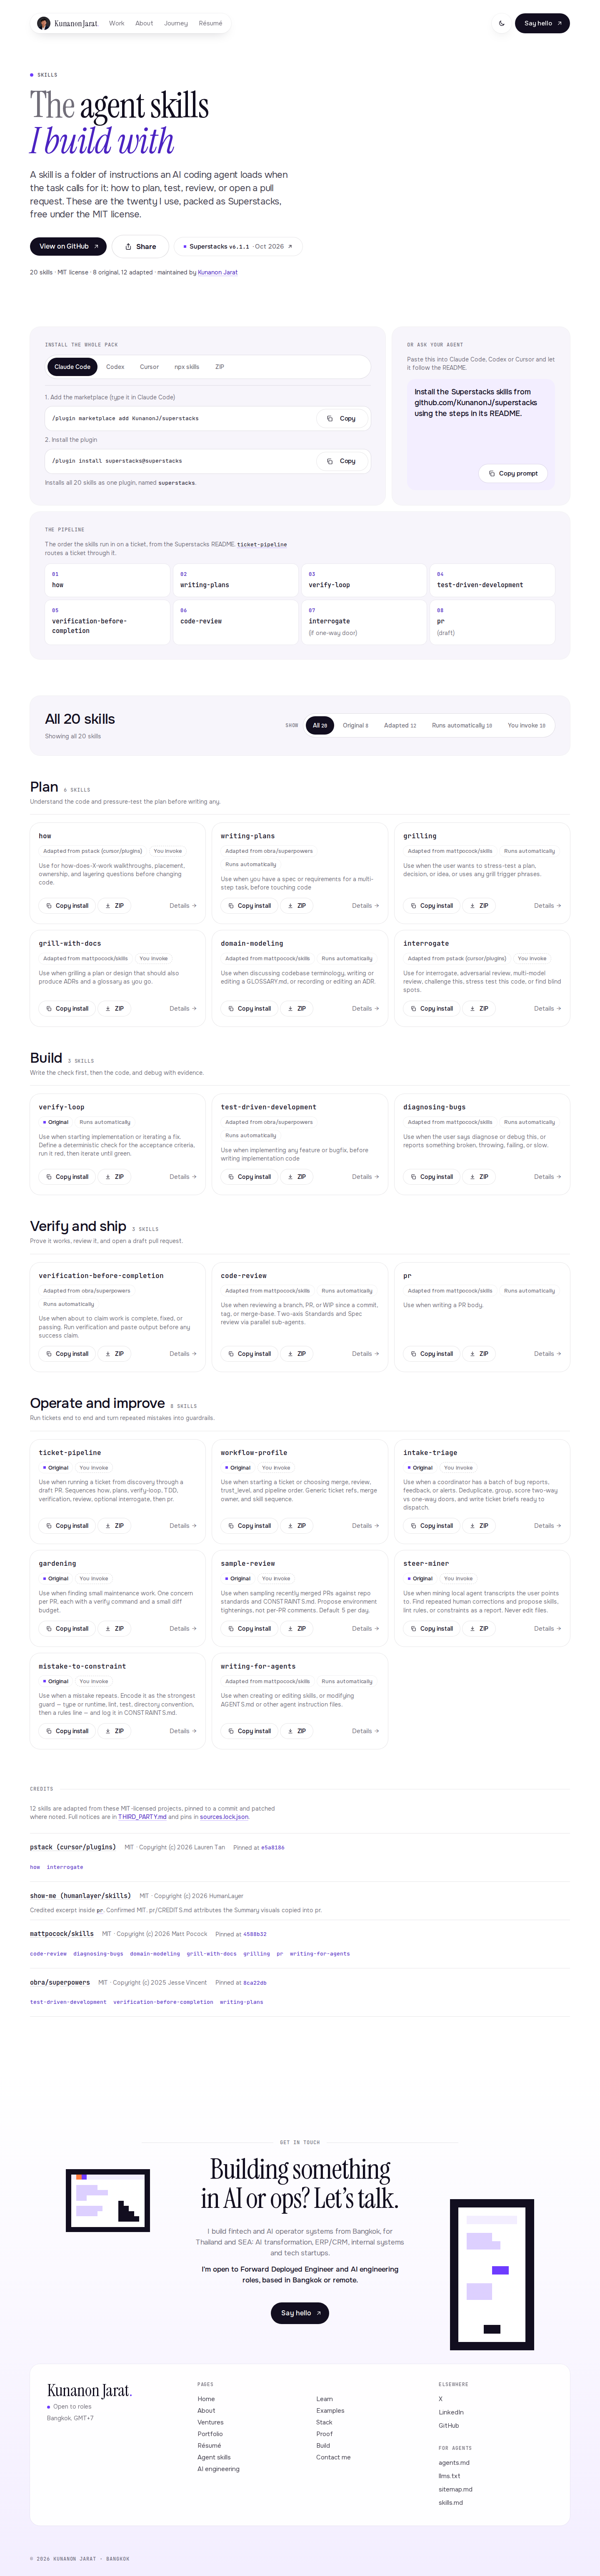 Kunanon Jarat.
Work
About
Journey
Résumé
Say hello ↗
SKILLS
The agent skills
I build with
A skill is a folder of instructions an AI coding agent loads when
the task calls for it: how to plan, test, review, or open a pull
request. These are the twenty I use, packed as Superstacks,
free under the MIT license.
View on GitHub ↗
Share
Superstacks v0.1.1 · Oct 2026 ↗
20 skills · MIT license · 8 original, 12 adapted · maintained by Kunanon Jarat
INSTALL THE WHOLE PACK
Claude Code
Codex
Cursor
npx skills
ZIP
1. Add the marketplace (type it in Claude Code)
/plugin marketplace add KunanonJ/superstacks
Copy
2. Install the plugin
/plugin install superstacks@superstacks
Copy
Installs all 20 skills as one plugin, named superstacks.
OR ASK YOUR AGENT
Paste this into Claude Code, Codex or Cursor and let
it follow the README.
Install the Superstacks skills from
github.com/KunanonJ/superstacks
using the steps in its README.
Copy prompt
THE PIPELINE
The order the skills run in on a ticket, from the Superstacks README. ticket-pipeline
routes a ticket through it.
01
how
02
writing-plans
03
verify-loop
04
test-driven-development
05
verification-before-
completion
06
code-review
07
interrogate
(if one-way door)
08
pr
(draft)
All 20 skills
Showing all 20 skills
SHOW
All 20
Original 8
Adapted 12
Runs automatically 10
You invoke 10
Plan 6 SKILLS
Understand the code and pressure-test the plan before writing any.
how
Adapted from pstack (cursor/plugins)
You invoke
Use for how-does-X-work walkthroughs, placement,
ownership, and layering questions before changing
code.
Copy install
ZIP
Details →
writing-plans
Adapted from obra/superpowers
Runs automatically
Use when you have a spec or requirements for a multi-
step task, before touching code
Copy install
ZIP
Details →
grilling
Adapted from mattpocock/skills
Runs automatically
Use when the user wants to stress-test a plan,
decision, or idea, or uses any grill trigger phrases.
Copy install
ZIP
Details →
grill-with-docs
Adapted from mattpocock/skills
You invoke
Use when grilling a plan or design that should also
produce ADRs and a glossary as you go.
Copy install
ZIP
Details →
domain-modeling
Adapted from mattpocock/skills
Runs automatically
Use when discussing codebase terminology, writing or
editing a GLOSSARY.md, or recording or editing an ADR.
Copy install
ZIP
Details →
interrogate
Adapted from pstack (cursor/plugins)
You invoke
Use for interrogate, adversarial review, multi-model
review, challenge this, stress test this code, or find blind
spots.
Copy install
ZIP
Details →
Build 3 SKILLS
Write the check first, then the code, and debug with evidence.
verify-loop
Original
Runs automatically
Use when starting implementation or iterating a fix.
Define a deterministic check for the acceptance criteria,
run it red, then iterate until green.
Copy install
ZIP
Details →
test-driven-development
Adapted from obra/superpowers
Runs automatically
Use when implementing any feature or bugfix, before
writing implementation code
Copy install
ZIP
Details →
diagnosing-bugs
Adapted from mattpocock/skills
Runs automatically
Use when the user says diagnose or debug this, or
reports something broken, throwing, failing, or slow.
Copy install
ZIP
Details →
Verify and ship 3 SKILLS
Prove it works, review it, and open a draft pull request.
verification-before-completion
Adapted from obra/superpowers
Runs automatically
Use when about to claim work is complete, fixed, or
passing. Run verification and paste output before any
success claim.
Copy install
ZIP
Details →
code-review
Adapted from mattpocock/skills
Runs automatically
Use when reviewing a branch, PR, or WIP since a commit,
tag, or merge-base. Two-axis Standards and Spec
review via parallel sub-agents.
Copy install
ZIP
Details →
pr
Adapted from mattpocock/skills
Runs automatically
Use when writing a PR body.
Copy install
ZIP
Details →
Operate and improve 8 SKILLS
Run tickets end to end and turn repeated mistakes into guardrails.
ticket-pipeline
Original
You invoke
Use when running a ticket from discovery through a
draft PR. Sequences how, plans, verify-loop, TDD,
verification, review, optional interrogate, then pr.
Copy install
ZIP
Details →
workflow-profile
Original
You invoke
Use when starting a ticket or choosing merge, review,
trust_level, and pipeline order. Generic ticket refs, merge
owner, and skill sequence.
Copy install
ZIP
Details →
intake-triage
Original
You invoke
Use when a coordinator has a batch of bug reports,
feedback, or alerts. Deduplicate, group, score two-way
vs one-way doors, and write ticket briefs ready to
dispatch.
Copy install
ZIP
Details →
gardening
Original
You invoke
Use when finding small maintenance work. One concern
per PR, each with a verify command and a small diff
budget.
Copy install
ZIP
Details →
sample-review
Original
You invoke
Use when sampling recently merged PRs against repo
standards and CONSTRAINTS.md. Propose environment
tightenings, not per-PR comments. Default 5 per day.
Copy install
ZIP
Details →
steer-miner
Original
You invoke
Use when mining local agent transcripts the user points
to. Find repeated human corrections and propose skills,
lint rules, or constraints as a report. Never edit files.
Copy install
ZIP
Details →
mistake-to-constraint
Original
You invoke
Use when a mistake repeats. Encode it as the strongest
guard — type or runtime, lint, test, directory convention,
then a rules line — and log it in CONSTRAINTS.md.
Copy install
ZIP
Details →
writing-for-agents
Adapted from mattpocock/skills
Runs automatically
Use when creating or editing skills, or modifying
AGENTS.md or other agent instruction files.
Copy install
ZIP
Details →
CREDITS
12 skills are adapted from these MIT-licensed projects, pinned to a commit and patched
where noted. Full notices are in THIRD_PARTY.md and pins in sources.lock.json.
pstack (cursor/plugins) MIT · Copyright (c) 2026 Lauren Tan Pinned at e5a8186
how interrogate
show-me (humanlayer/skills) MIT · Copyright (c) 2026 HumanLayer
Credited excerpt inside pr. Confirmed MIT. pr/CREDITS.md attributes the Summary visuals copied into pr.
mattpocock/skills MIT · Copyright (c) 2026 Matt Pocock Pinned at 4588b32
code-review diagnosing-bugs domain-modeling grill-with-docs grilling pr writing-for-agents
obra/superpowers MIT · Copyright (c) 2025 Jesse Vincent Pinned at 8ca22db
test-driven-development verification-before-completion writing-plans
GET IN TOUCH
Building something
in AI or ops? Let's talk.
I build fintech and AI operator systems from Bangkok, for
Thailand and SEA: AI transformation, ERP/CRM, internal systems
and tech startups.
I'm open to Forward Deployed Engineer and AI engineering
roles, based in Bangkok or remote.
Say hello ↗
Kunanon Jarat.
Open to roles
Bangkok, GMT+7
PAGES
Home
About
Ventures
Portfolio
Résumé
Agent skills
AI engineering
Learn
Examples
Stack
Proof
Build
Contact me
ELSEWHERE
X
LinkedIn
GitHub
FOR AGENTS
agents.md
llms.txt
sitemap.md
skills.md
© 2026 KUNANON JARAT · BANGKOK